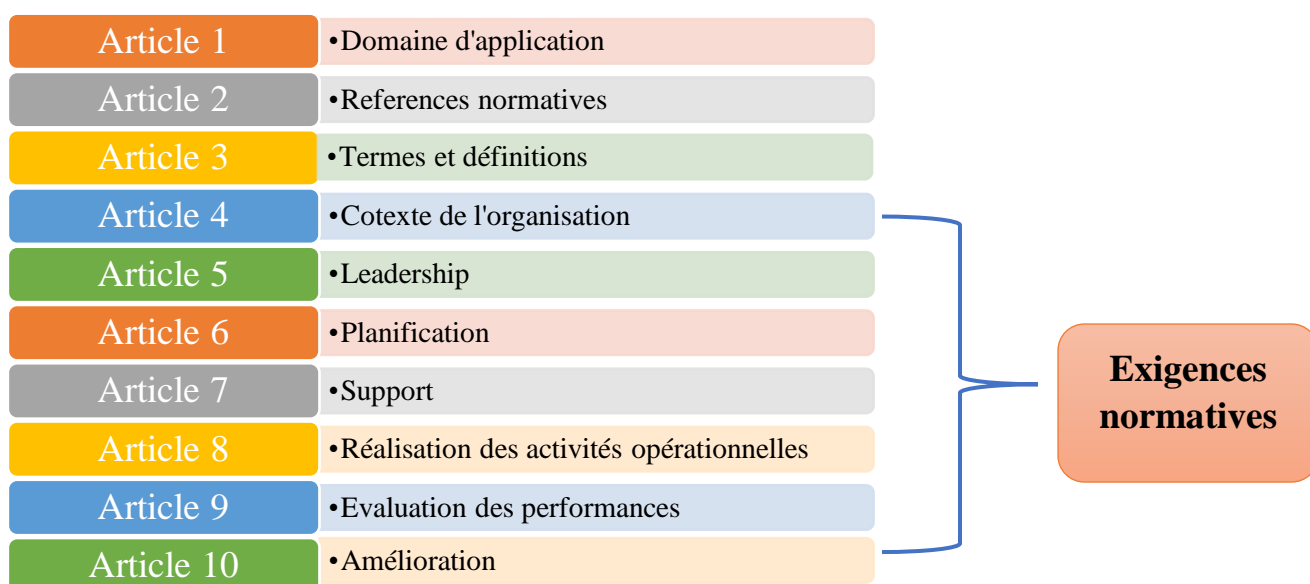 Article 1
•Domaine d'application
Article 2
•References normatives
Article 3
•Termes et définitions
Article 4
•Cotexte de l'organisation
Article 5
•Leadership
Article 6
•Planification
Article 7
•Support
Article 8
•Réalisation des activités opérationnelles
Article 9
•Evaluation des performances
Article 10
•Amélioration
Exigences
normatives